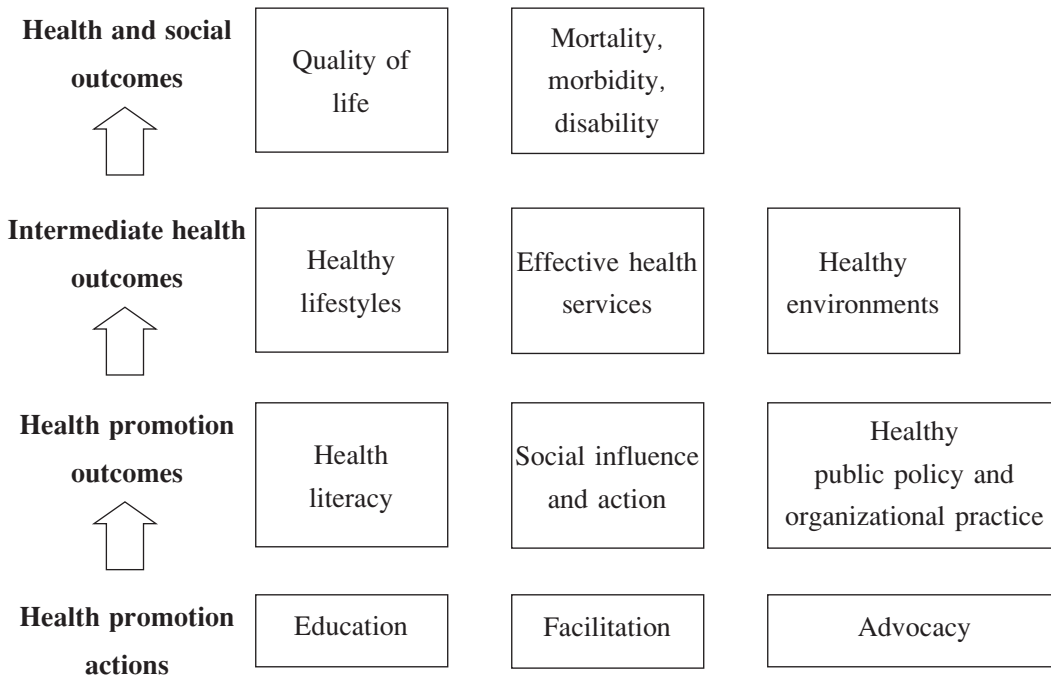 Health and social
outcomes
Quality of
life
Mortality,
morbidity,
disability
Intermediate health
outcomes
Healthy
lifestyles
Effective health
services
Healthy
environments
Health promotion
outcomes
Health
literacy
Social influence
and action
Healthy
public policy and
organizational practice
Health promotion
actions
Education
Facilitation
Advocacy